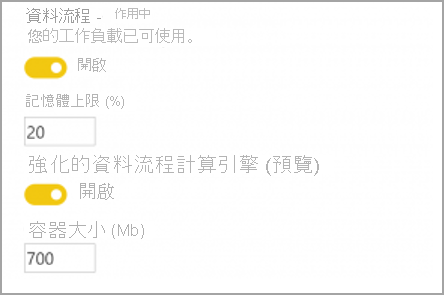 資料流程 - 作用中
您的工作負載已可使用。
開啟
記憶體上限 (%)
20
強化的資料流程計算引擎 (預覽)
開啟
容器大小 (Mb)
700